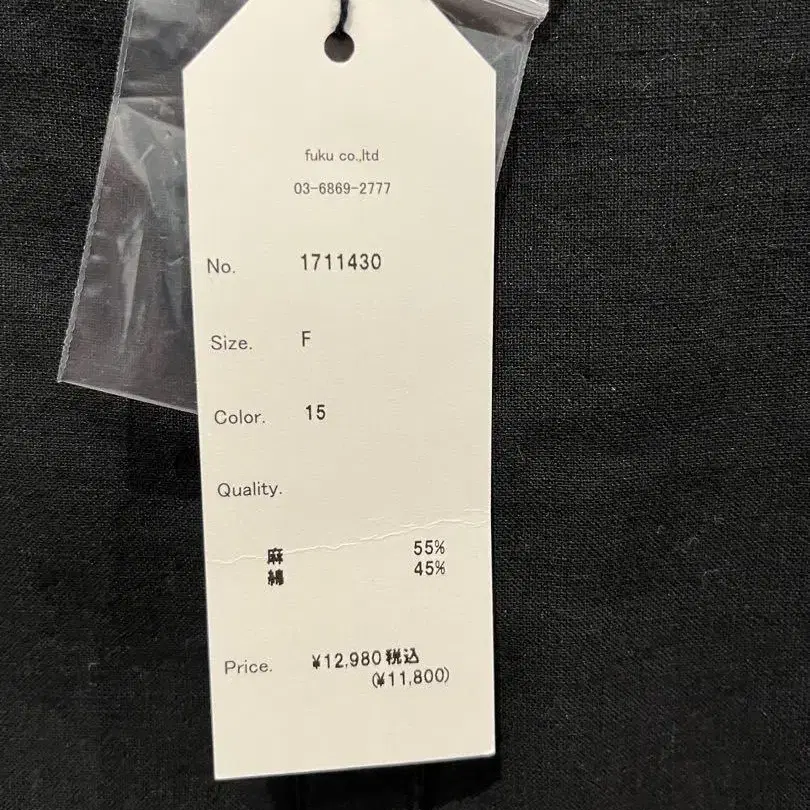 fuku co.,ltd
03-6869-2777
No. 1711430
Size. F
Color. 15
Quality.
麻 55%
綿 45%
Price. ¥12,980税込
(¥11,800)